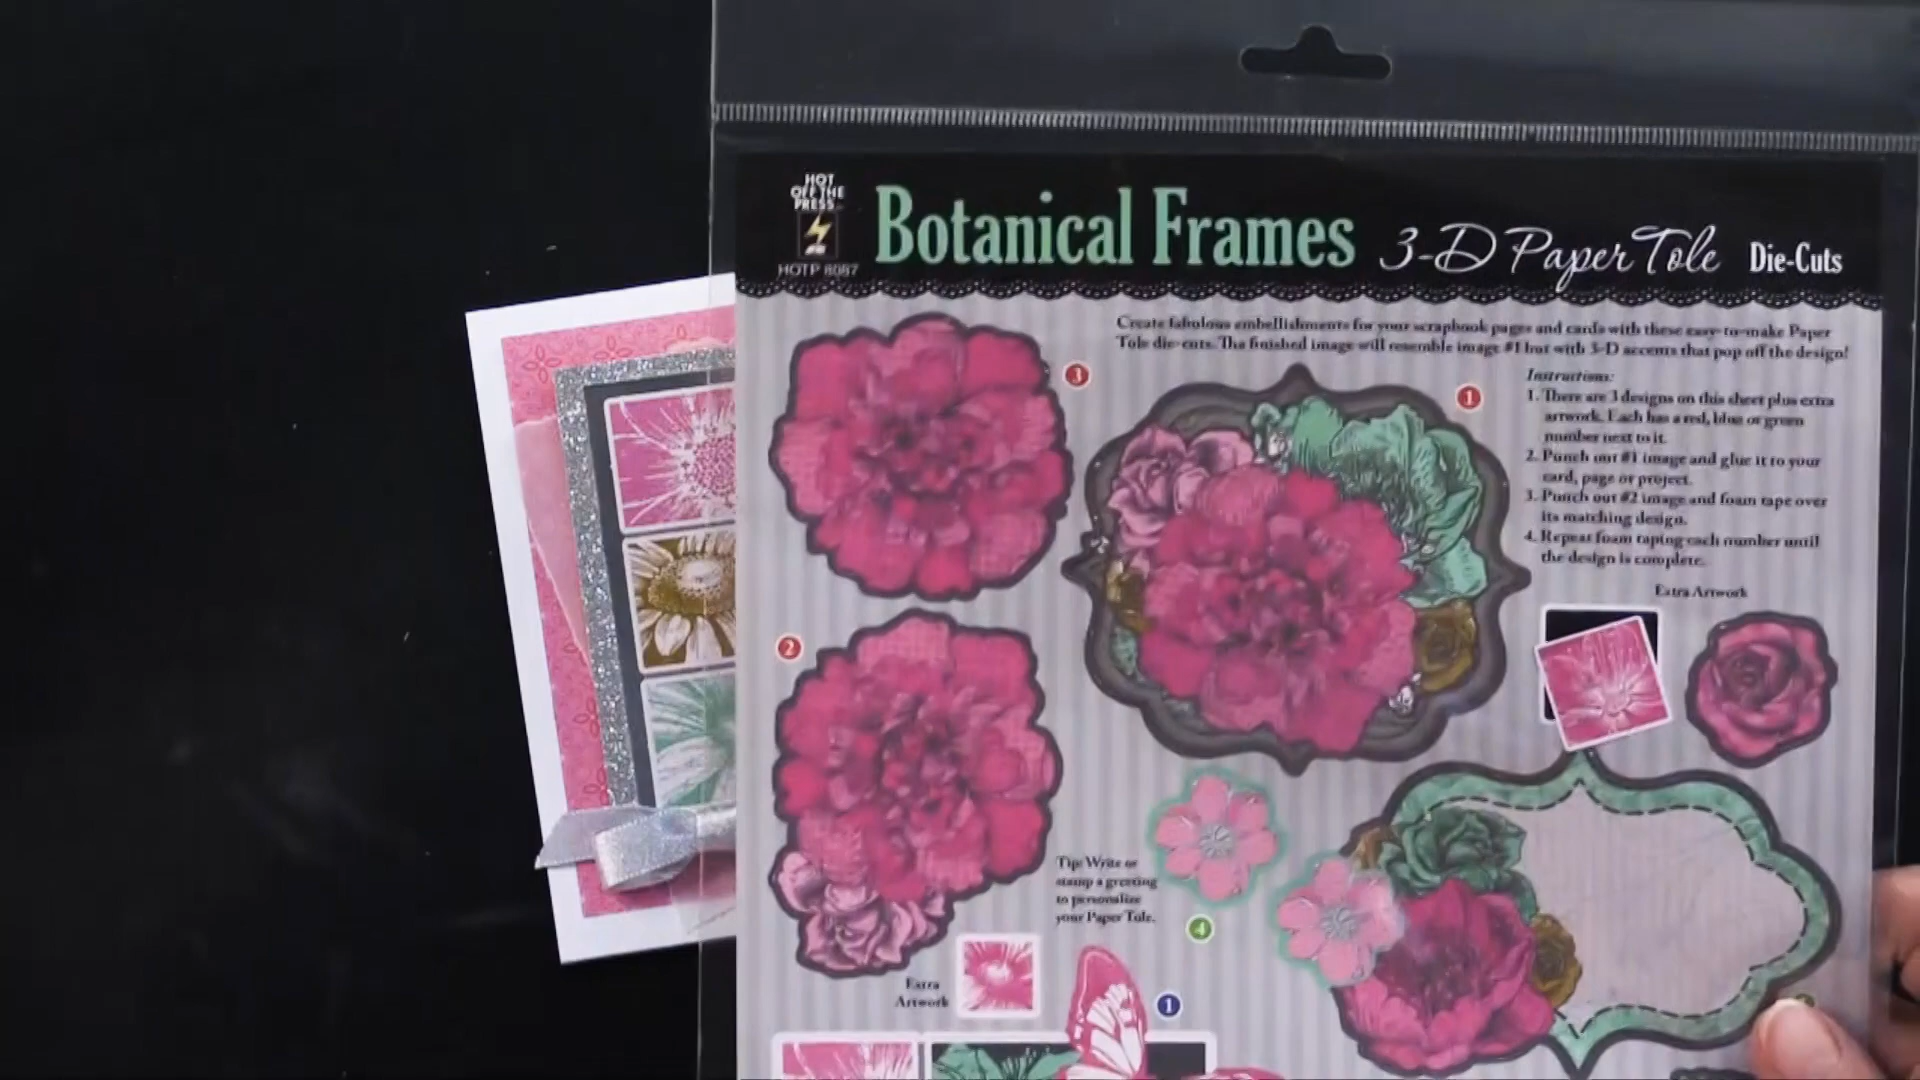 HOT
OFF THE
PRESS
HOTP 8087
Botanical Frames 3-D Paper Tole Die-Cuts
Create fabulous embellishments for your scrapbook pages and cards with these easy-to-make Paper
Tole die-cuts. The finished image will resemble image #1 but with 3-D accents that pop off the design!
3
1
Instructions:
1. There are 3 designs on this sheet plus extra
artwork. Each has a red, blue or green
number next to it.
2. Punch out #1 image and glue it to your
card, page or project.
3. Punch out #2 image and foam tape over
its matching design.
4. Repeat foam taping each number until
the design is complete.
Extra Artwork
2
Tip: Write or
stamp a greeting
to personalize
your Paper Tole.
4
Extra
Artwork
1